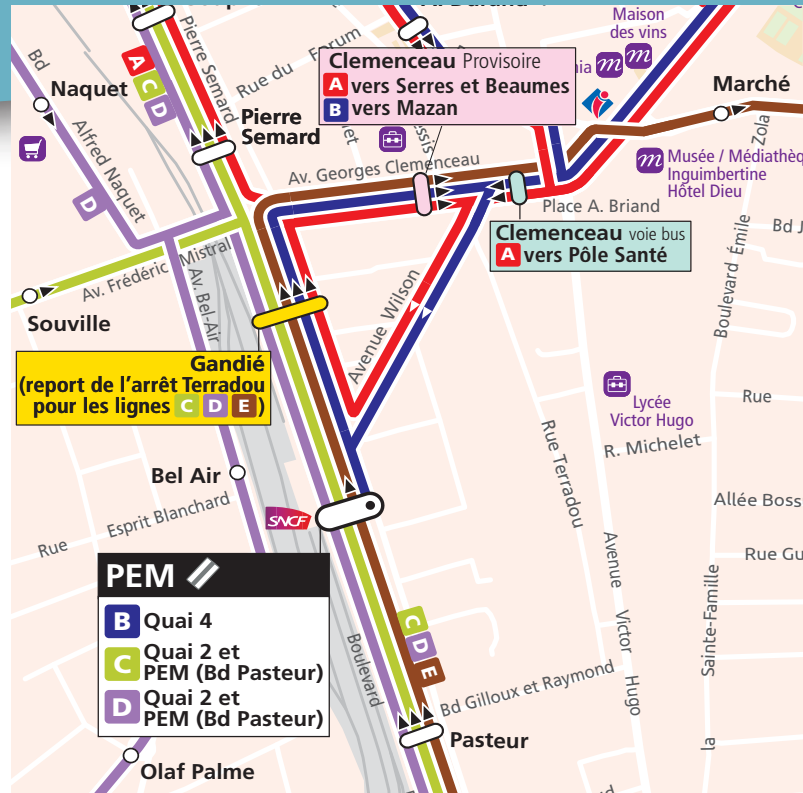 Maison
des vins
Pierre Semard
Rue du Forum
Clemenceau Provisoire
A vers Serres et Beaumes
B vers Mazan
m m
Bd
Alfred Naquet
Naquet
A
C
D
Pierre
Semard
Marché
Zola
Boulevard Émile
m Musée / Médiathèq
Inguimbertine
Hôtel Dieu
Av. Georges Clemenceau
D
Place A. Briand
Bd J
Clemenceau voie bus
A vers Pôle Santé
Av. Frédéric Mistral
Av. Bel-Air
Souville
Avenue Wilson
Gandié
(report de l'arrêt Terradou
pour les lignes C D E)
Lycée
Victor Hugo
Rue
R. Michelet
Rue Terradou
Bel Air
Rue Esprit Blanchard
SNCF
Allée Boss
Rue Gu
PEM
B Quai 4
C Quai 2 et
PEM (Bd Pasteur)
D Quai 2 et
PEM (Bd Pasteur)
Boulevard
C
D
E
Avenue Victor Hugo
la Sainte-Famille
Bd Gilloux et Raymond
Pasteur
Olaf Palme